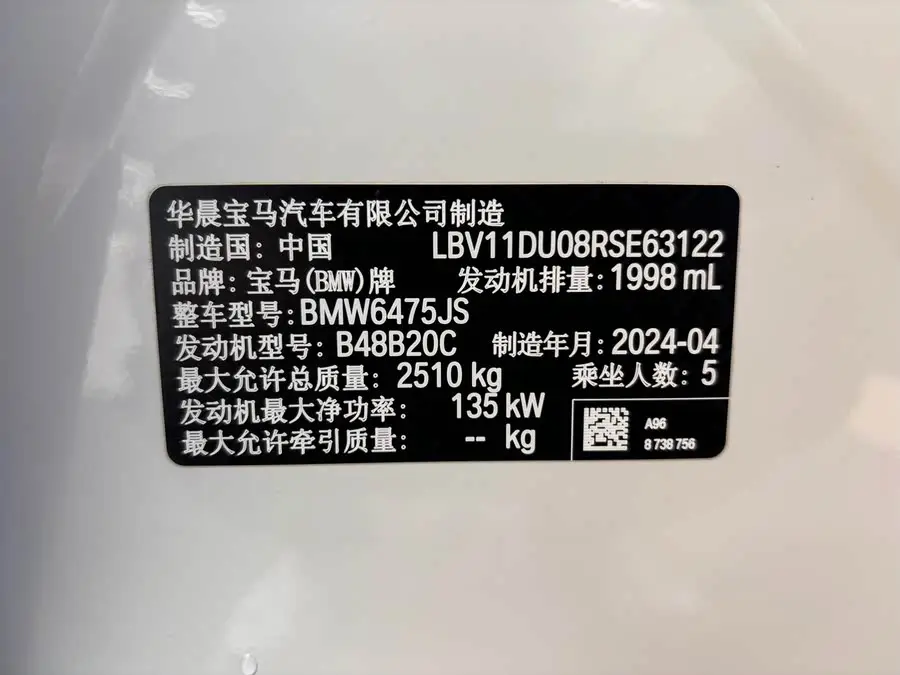 华晨宝马汽车有限公司制造
制造国: 中国 LBV11DU08RSE63122
品牌: 宝马(BMW)牌 发动机排量: 1998 mL
整车型号: BMW6475JS
发动机型号: B48B20C 制造年月: 2024-04
最大允许总质量: 2510 kg 乘坐人数: 5
发动机最大净功率: 135 kW
最大允许牵引质量: -- kg
A96
8 738 756